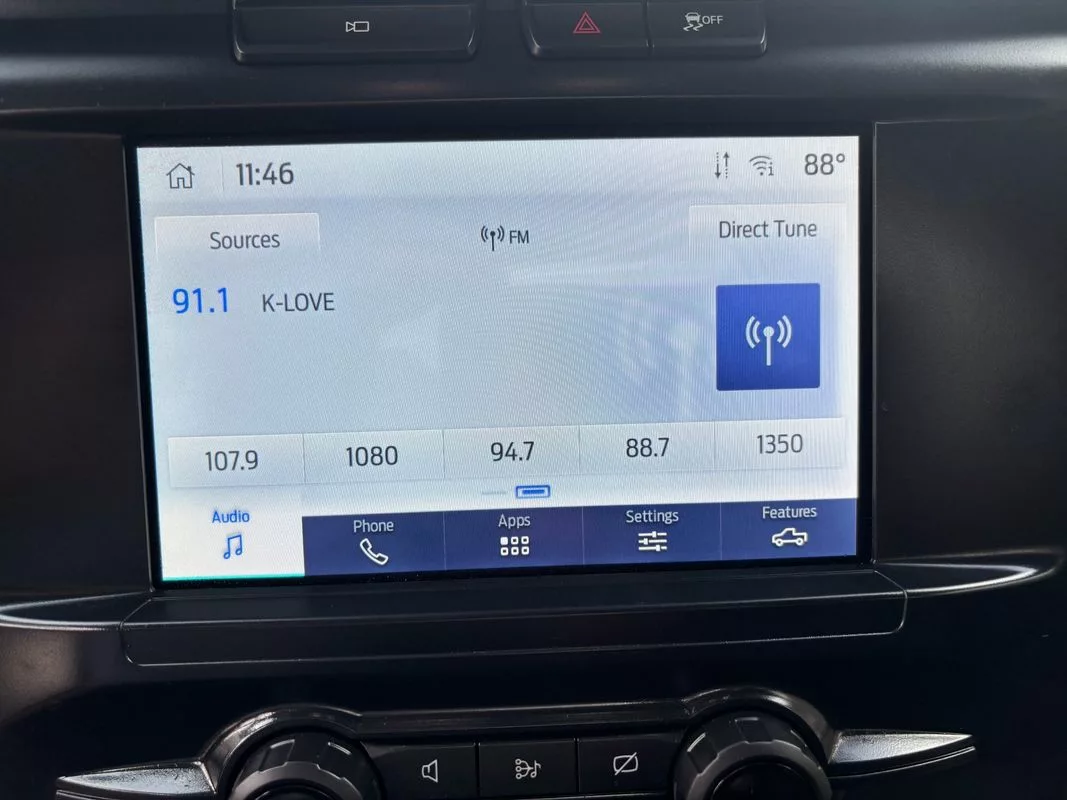 OFF
11:46
88°
Sources
FM
Direct Tune
91.1 K-LOVE
107.9 1080 94.7 88.7 1350
Audio Phone Apps Settings Features